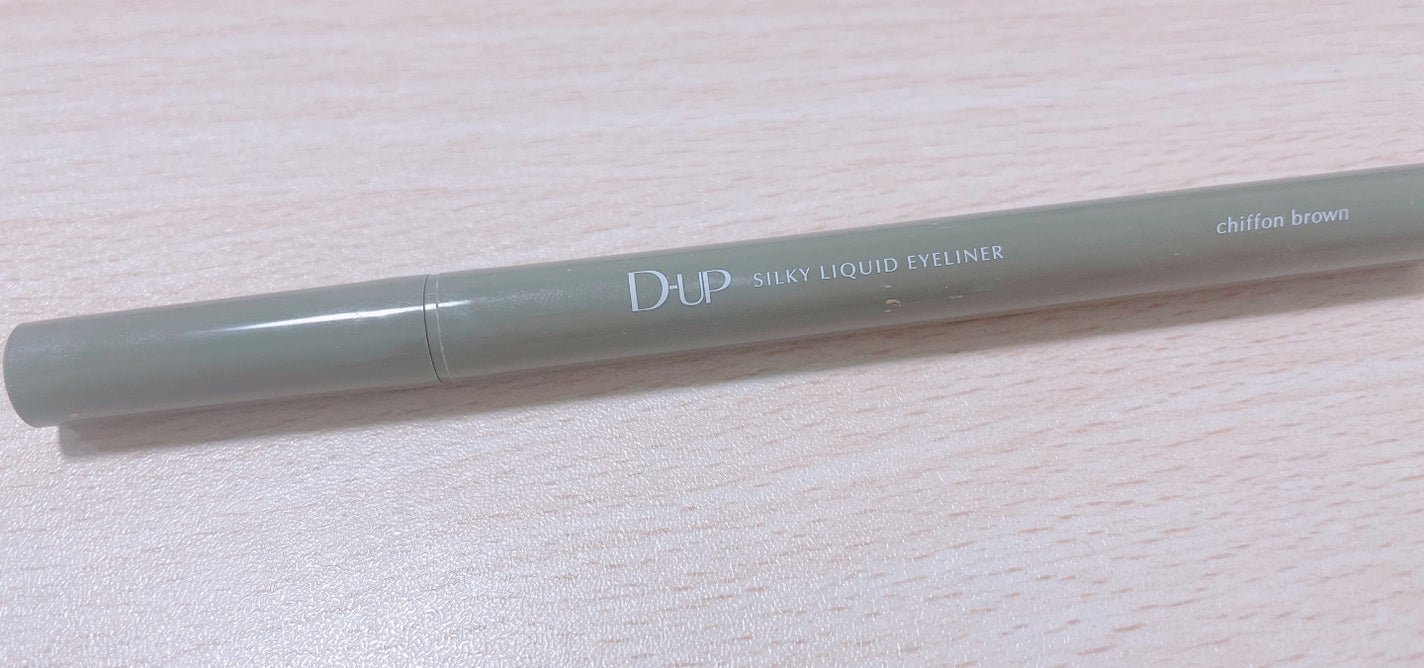 D-UP SILKY LIQUID EYELINER chiffon brown